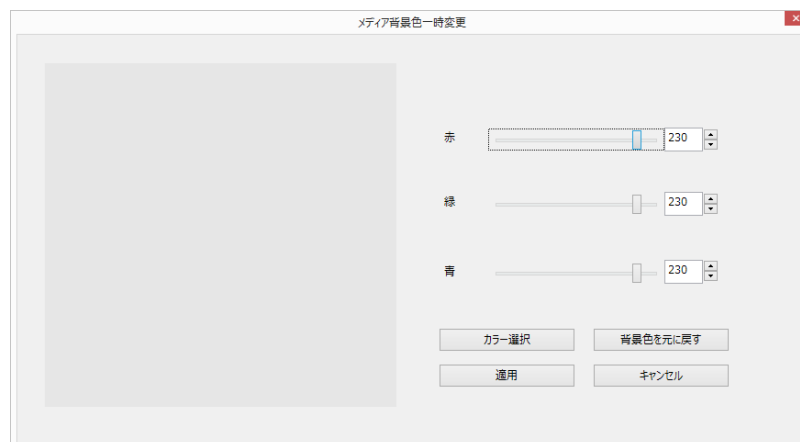 メディア背景色一時変更
赤 230
緑 230
青 230
カラー選択 背景色を元に戻す
適用 キャンセル